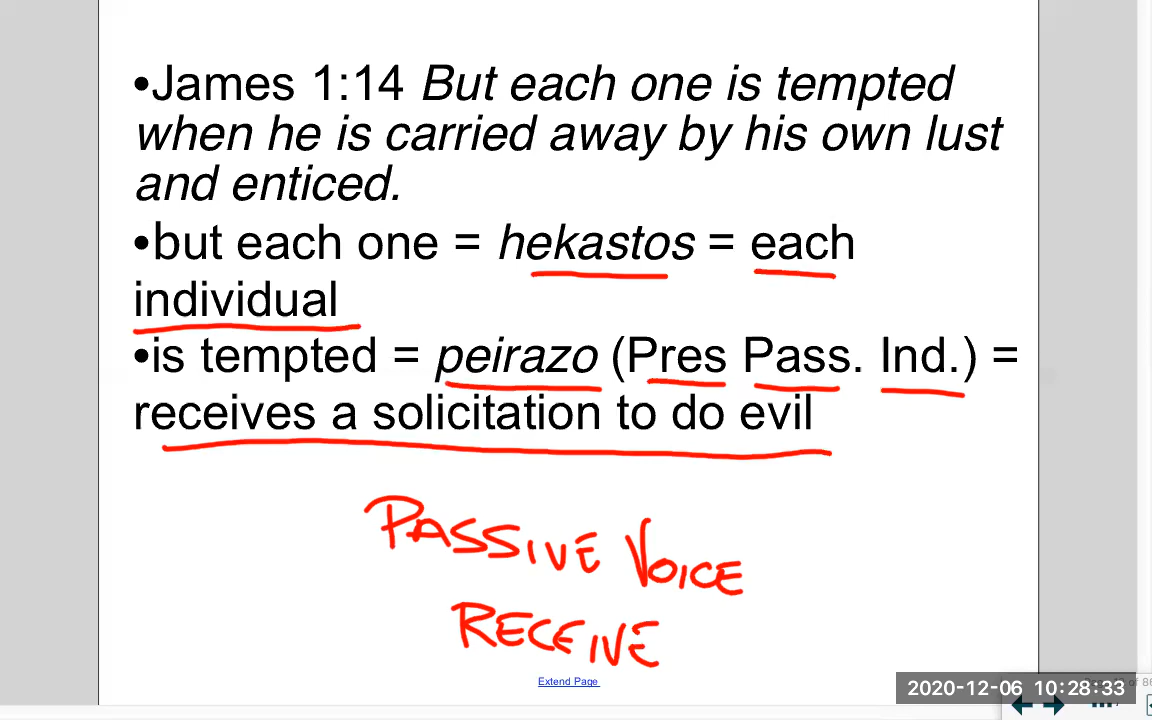 •James 1:14 But each one is tempted
when he is carried away by his own lust
and enticed.
•but each one = hekastos = each
individual
•is tempted = peirazo (Pres Pass. Ind.) =
receives a solicitation to do evil
PASSIVE VOICE
RECEIVE
Extend Page
2020-12-06 10:28:33